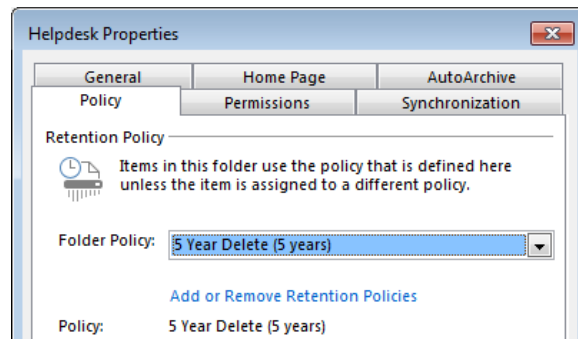 Helpdesk Properties
General Home Page AutoArchive
Policy Permissions Synchronization
Retention Policy
Items in this folder use the policy that is defined here
unless the item is assigned to a different policy.
Folder Policy: 5 Year Delete (5 years)
Add or Remove Retention Policies
Policy: 5 Year Delete (5 years)